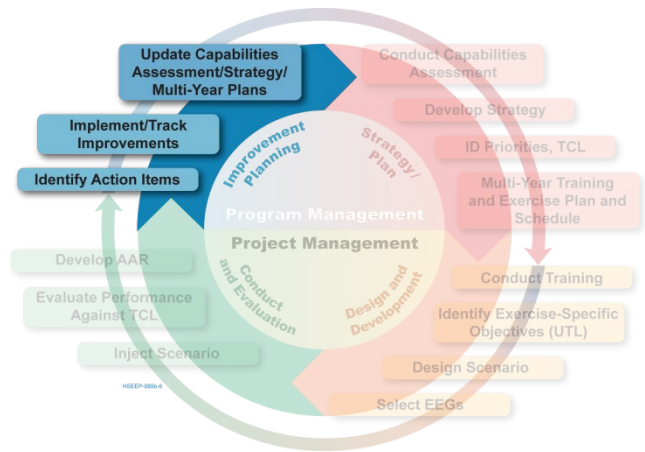 Update Capabilities
Assessment/Strategy/
Multi-Year Plans
Implement/Track
Improvements
Identify Action Items
Conduct Capabilities
Assessment
Develop Strategy
ID Priorities, TCL
Multi-Year Training
and Exercise Plan and
Schedule
Improvement
Planning
Strategy/
Plan
Program Management
Project Management
Conduct
and Evaluation
Design and
Development
Develop AAR
Evaluate Performance
Against TCL
Inject Scenario
Conduct Training
Identify Exercise-Specific
Objectives (UTL)
Design Scenario
Select EEGs